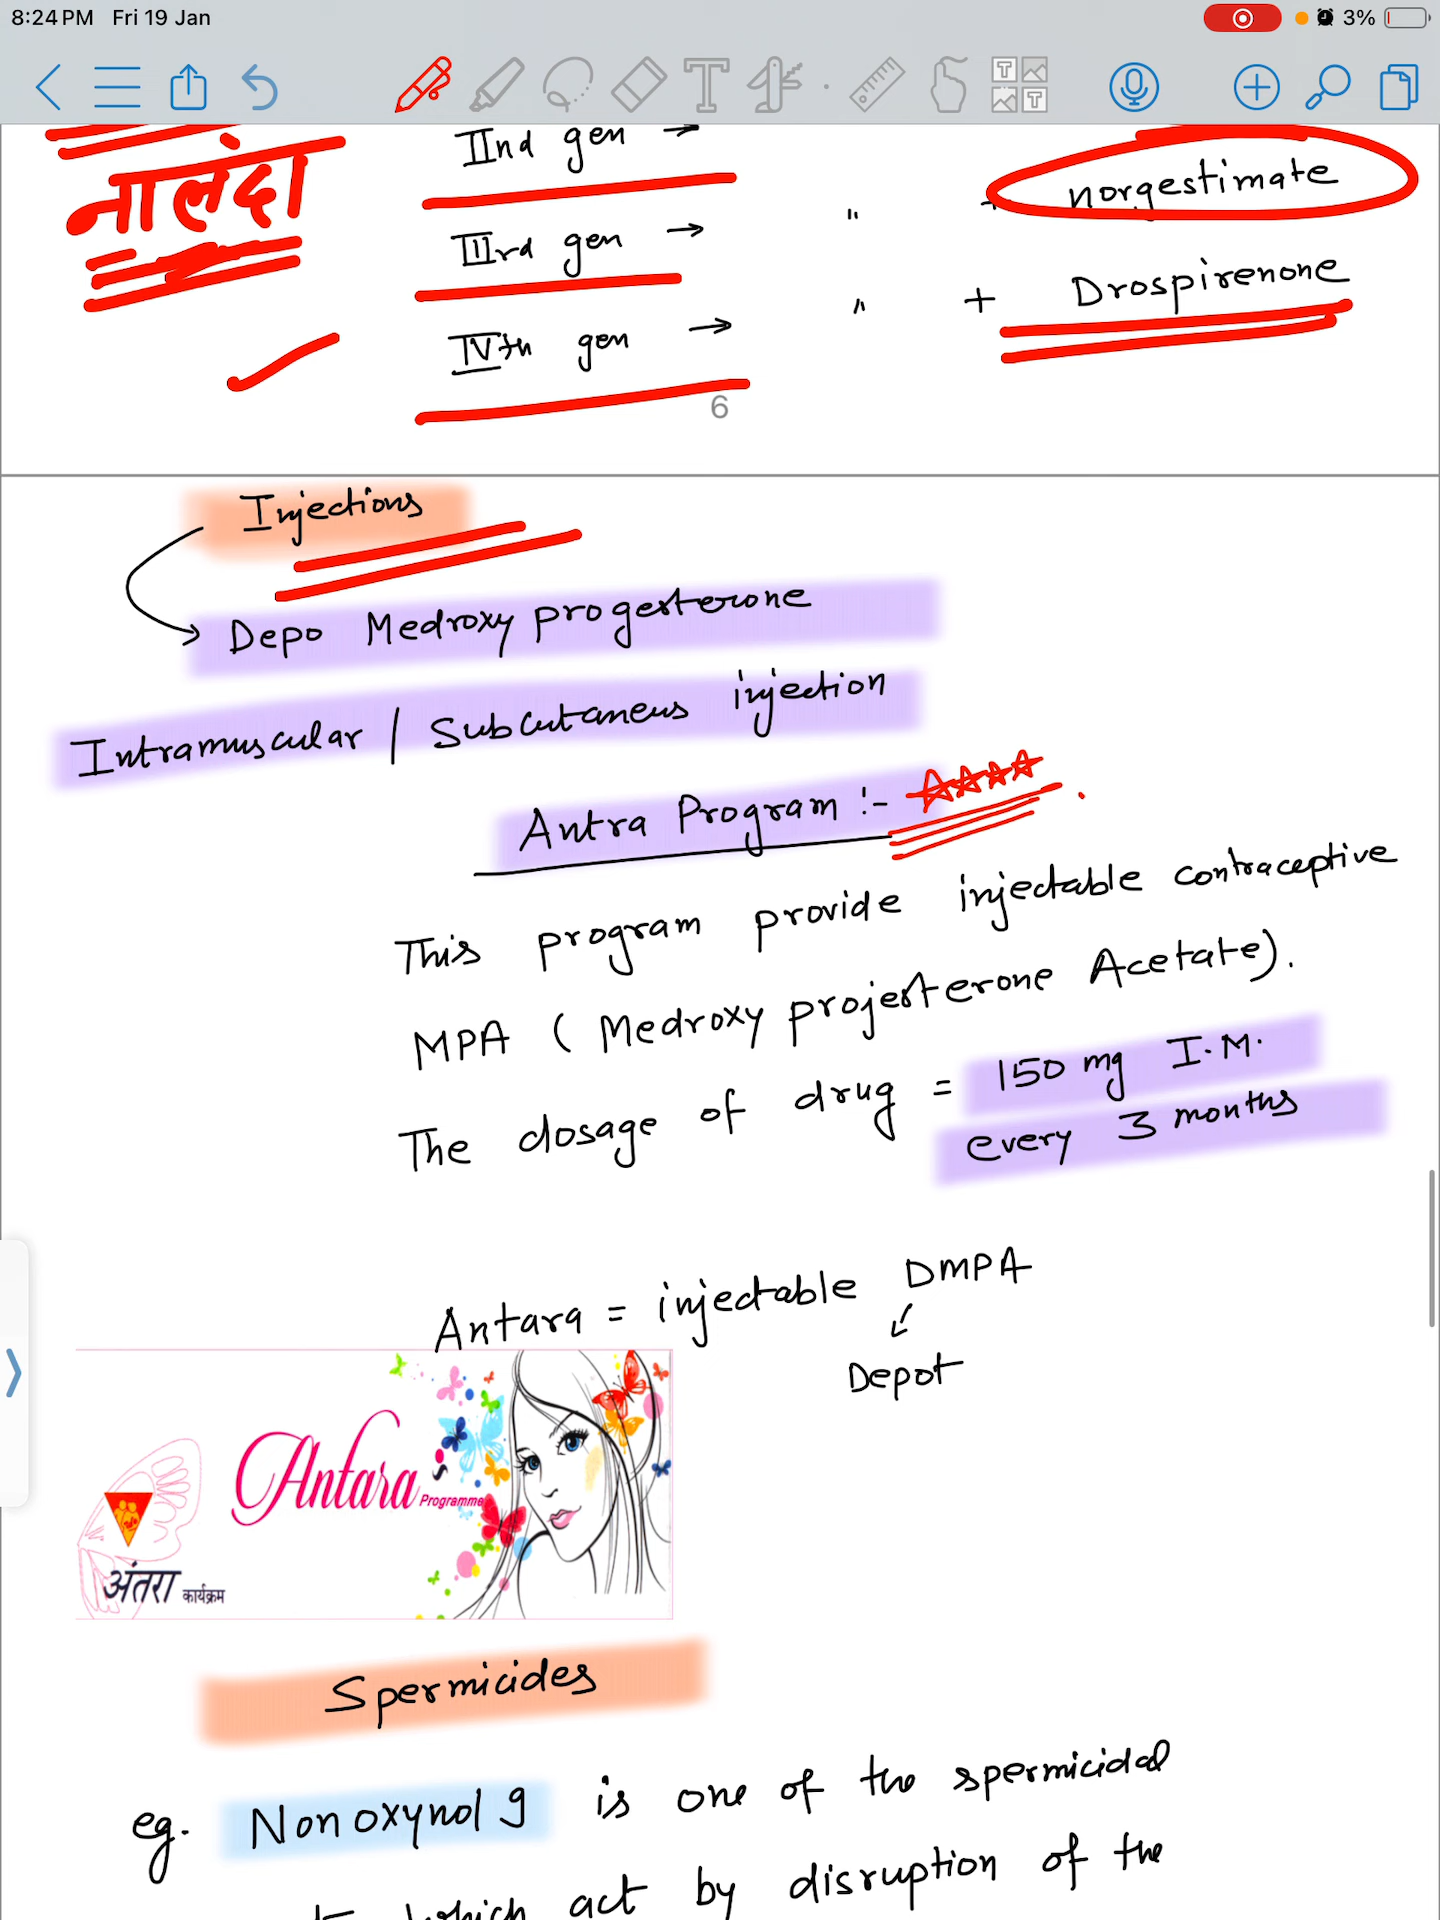 8:24 PM Fri 19 Jan
3%
IInd gen →
norgestimate
नालंदा
IIIrd gen → " +
Drospirenone
IVth gen → " +
6
Injections
Depo Medroxy progesterone
Intramuscular / Subcutaneus injection
Antra Program :-
This program provide injectable contraceptive
MPA ( Medroxy projesterone Acetate).
The dosage of drug = 150 mg I.M.
every 3 months
Antara = injectable DMPA
Depot
Antara Programme
अंतरा कार्यक्रम
Spermicides
eg. Nonoxynol 9 is one of the spermicidal
which act by disruption of the